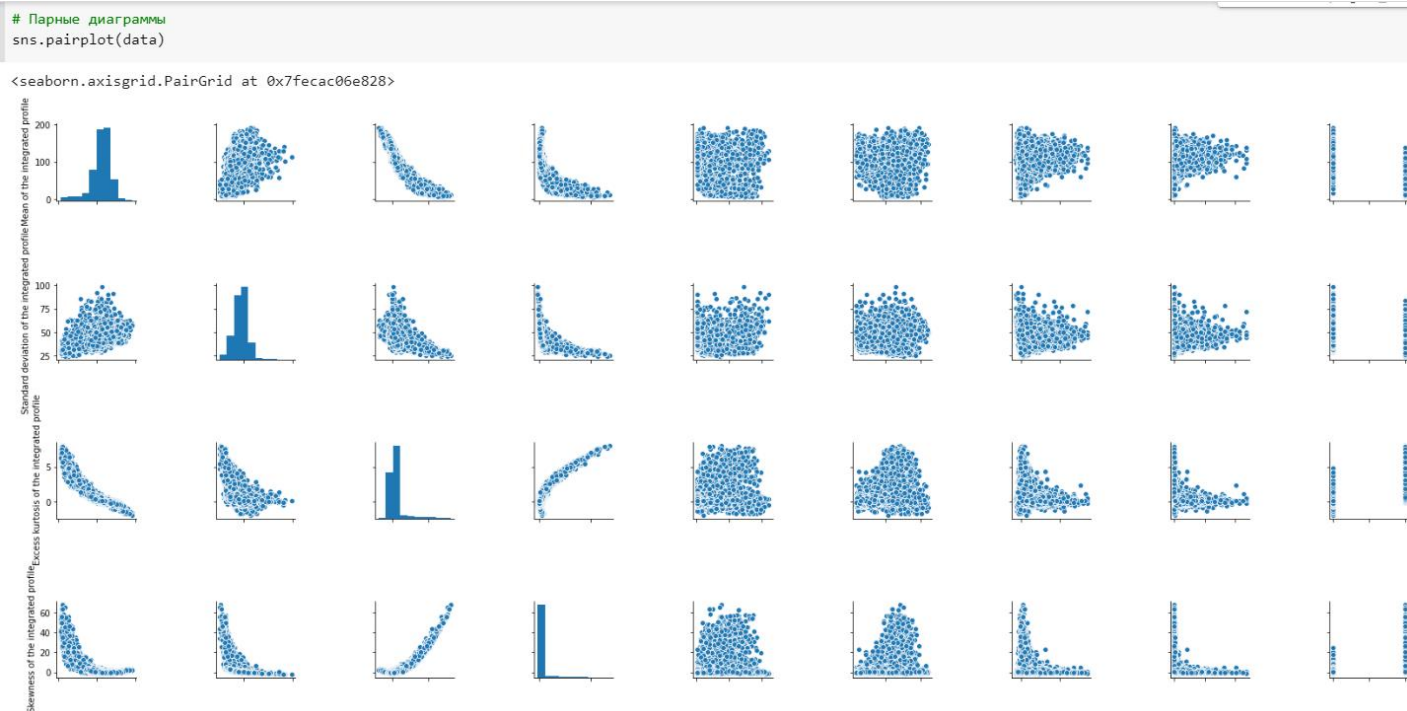 # Парные диаграммы
sns.pairplot(data)
<seaborn.axisgrid.PairGrid at 0x7fecac06e828>
Mean of the integrated profile
200
100
0
Standard deviation of the integrated profile
100
75
50
25
Excess kurtosis of the integrated profile
5
0
Skewness of the integrated profile
60
40
20
0